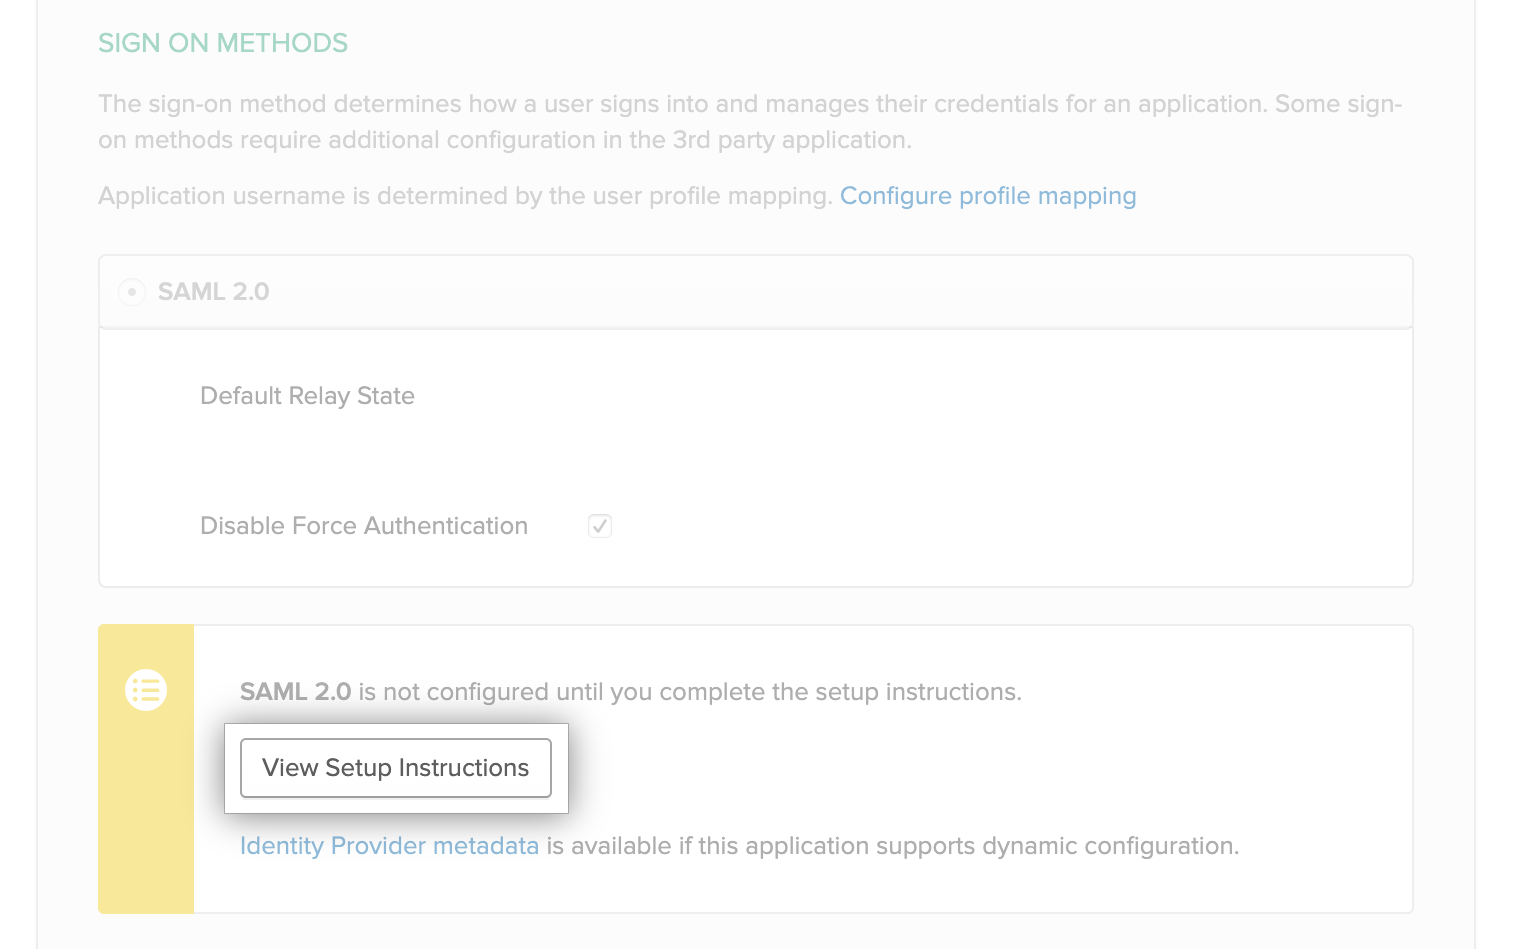 SIGN ON METHODS
The sign-on method determines how a user signs into and manages their credentials for an application. Some sign-
on methods require additional configuration in the 3rd party application.
Application username is determined by the user profile mapping. Configure profile mapping
SAML 2.0
Default Relay State
Disable Force Authentication
SAML 2.0 is not configured until you complete the setup instructions.
View Setup Instructions
Identity Provider metadata is available if this application supports dynamic configuration.